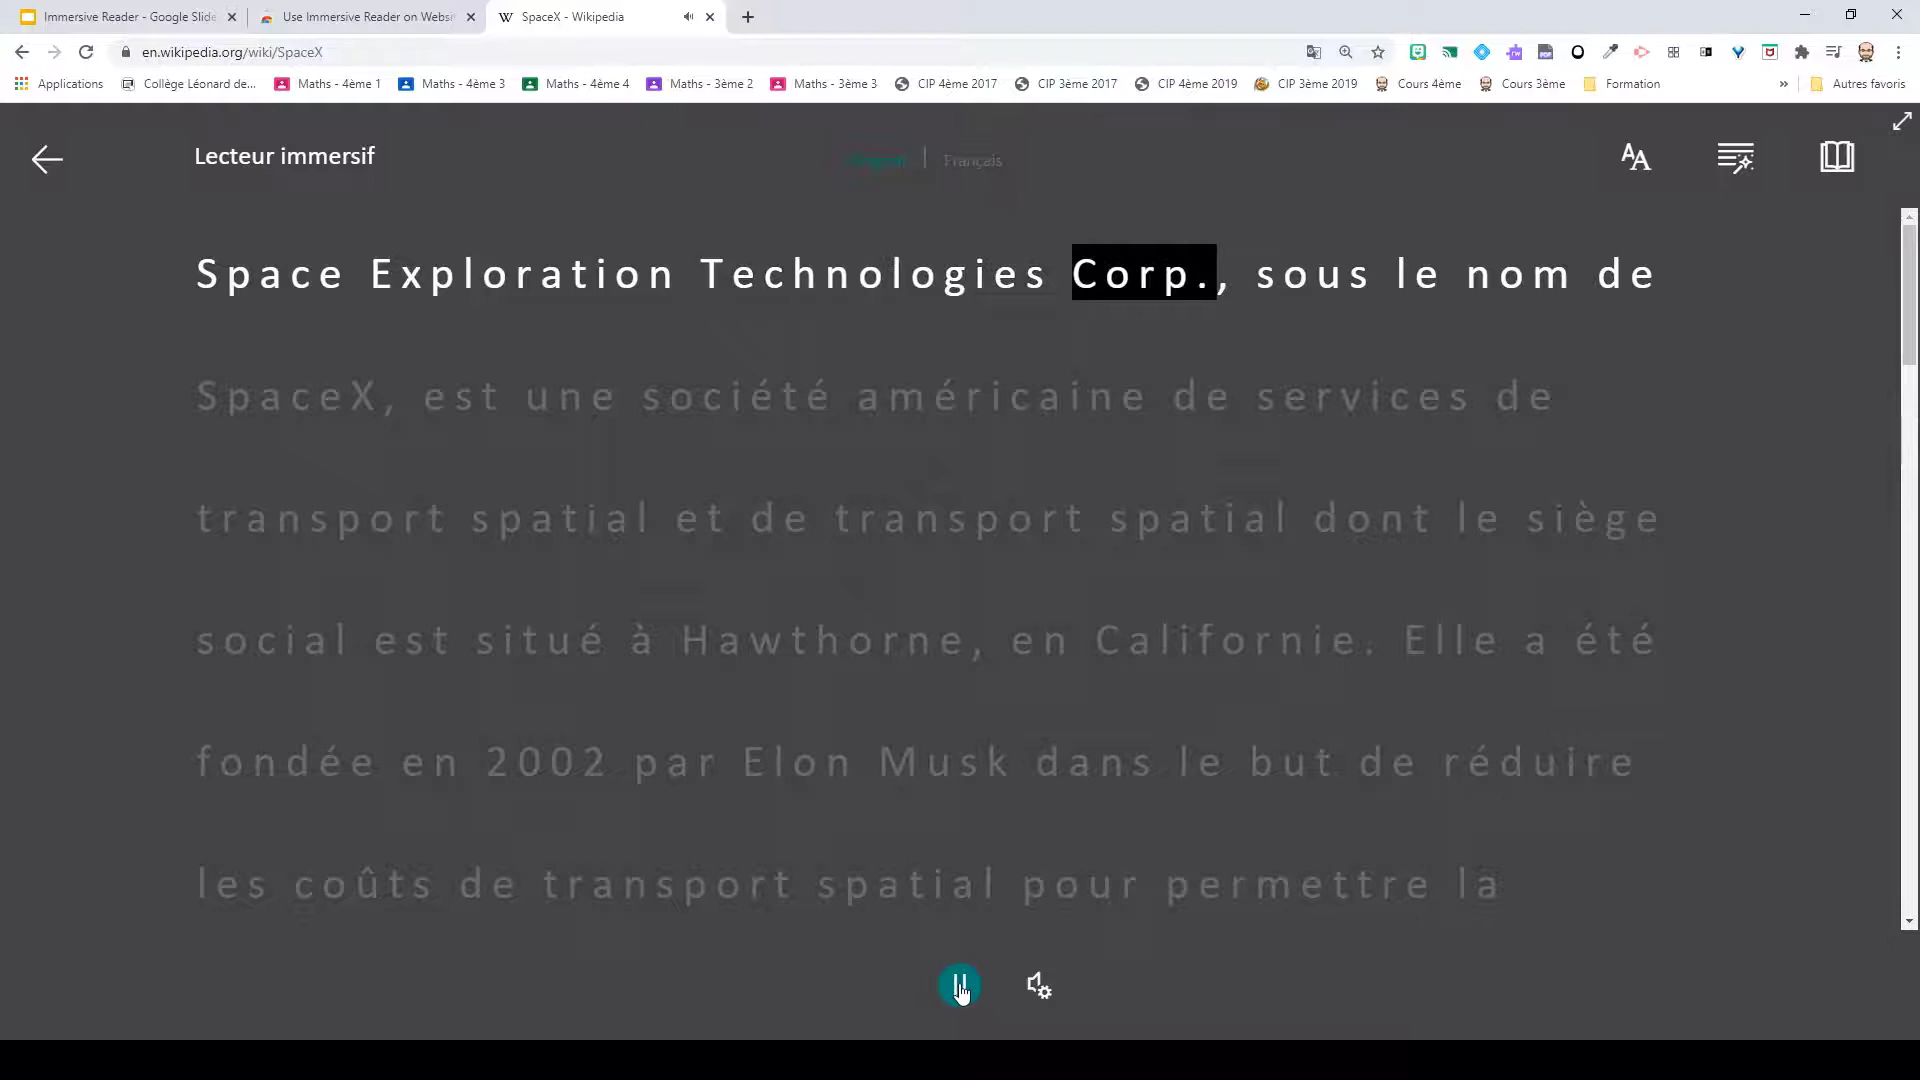 Immersive Reader - Google Slide
Use Immersive Reader on Websi
SpaceX - Wikipedia
en.wikipedia.org/wiki/SpaceX
Applications
Collège Léonard de...
Maths - 4ème 1
Maths - 4ème 3
Maths - 4ème 4
Maths - 3ème 2
Maths - 3ème 3
CIP 4ème 2017
CIP 3ème 2017
CIP 4ème 2019
CIP 3ème 2019
Cours 4ème
Cours 3ème
Formation
Autres favoris
Lecteur immersif
Français
Space Exploration Technologies Corp., sous le nom de
SpaceX, est une société américaine de services de
transport spatial et de transport spatial dont le siège
social est situé à Hawthorne, en Californie. Elle a été
fondée en 2002 par Elon Musk dans le but de réduire
les coûts de transport spatial pour permettre la